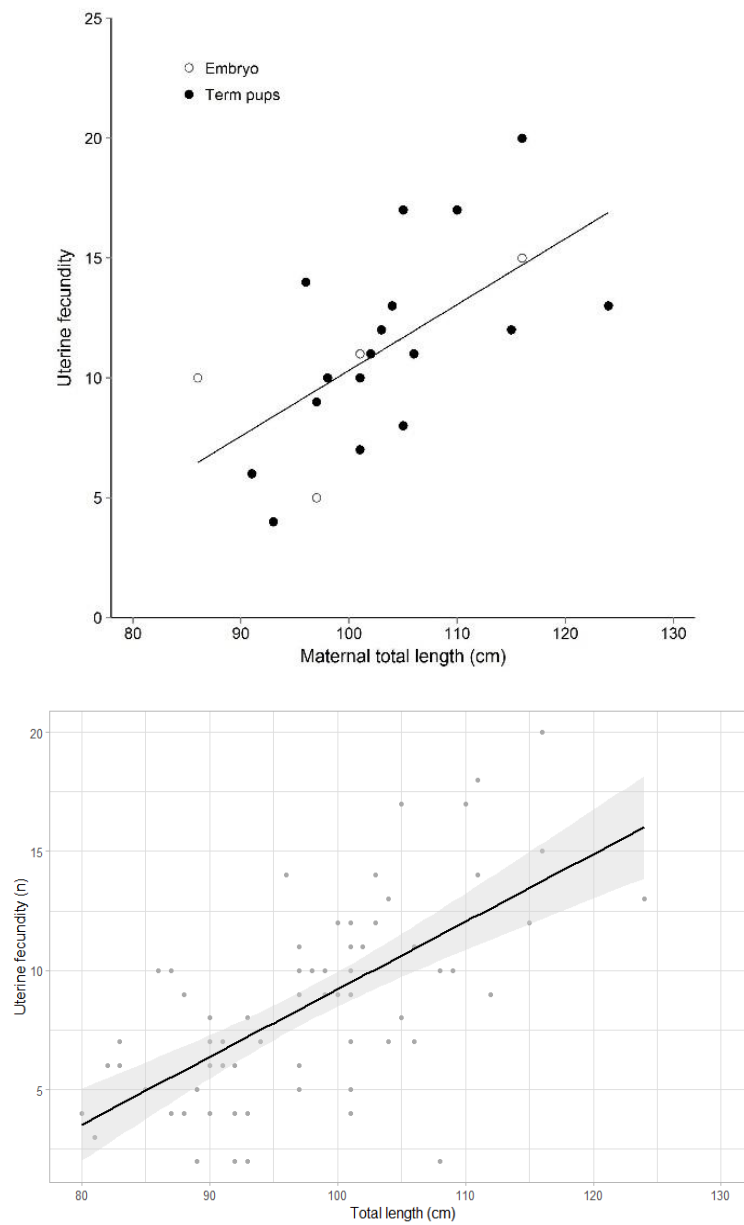 25
Embryo
Term pups
20
15
10
5
0
Uterine fecundity
80 90 100 110 120 130
Maternal total length (cm)
20
15
10
5
Uterine fecundity (n)
80 90 100 110 120 130
Total length (cm)